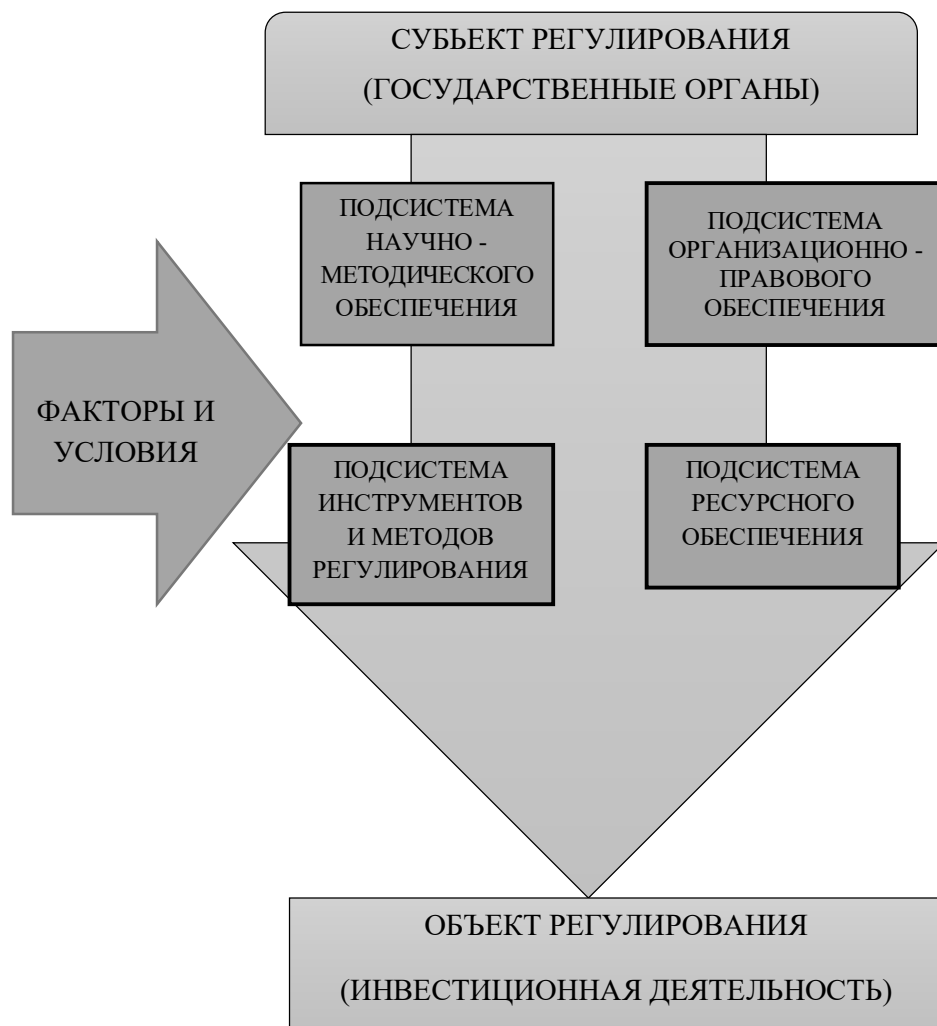 СУБЬЕКТ РЕГУЛИРОВАНИЯ
(ГОСУДАРСТВЕННЫЕ ОРГАНЫ)
ПОДСИСТЕМА
НАУЧНО -
МЕТОДИЧЕСКОГО
ОБЕСПЕЧЕНИЯ
ПОДСИСТЕМА
ОРГАНИЗАЦИОННО -
ПРАВОВОГО
ОБЕСПЕЧЕНИЯ
ФАКТОРЫ И
УСЛОВИЯ
ПОДСИСТЕМА
ИНСТРУМЕНТОВ
И МЕТОДОВ
РЕГУЛИРОВАНИЯ
ПОДСИСТЕМА
РЕСУРСНОГО
ОБЕСПЕЧЕНИЯ
ОБЪЕКТ РЕГУЛИРОВАНИЯ
(ИНВЕСТИЦИОННАЯ ДЕЯТЕЛЬНОСТЬ)